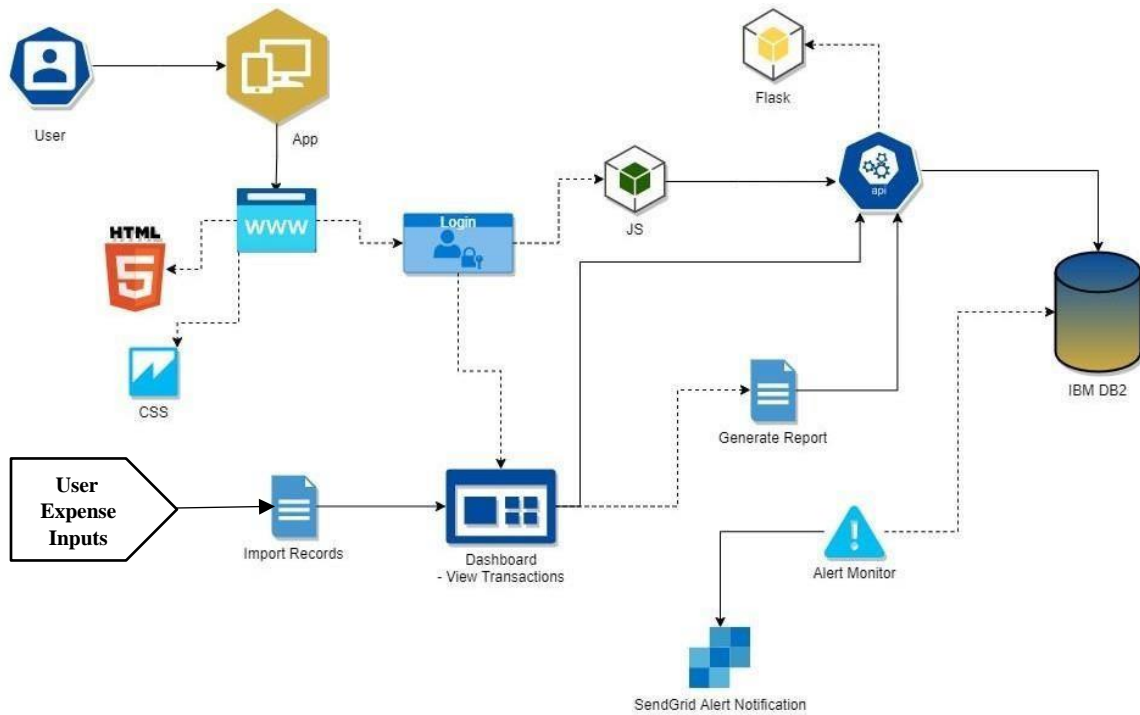 User
App
Flask
api
HTML
5
WWW
Login
JS
CSS
IBM DB2
Generate Report
User
Expense
Inputs
Import Records
Dashboard
- View Transactions
Alert Monitor
SendGrid Alert Notification